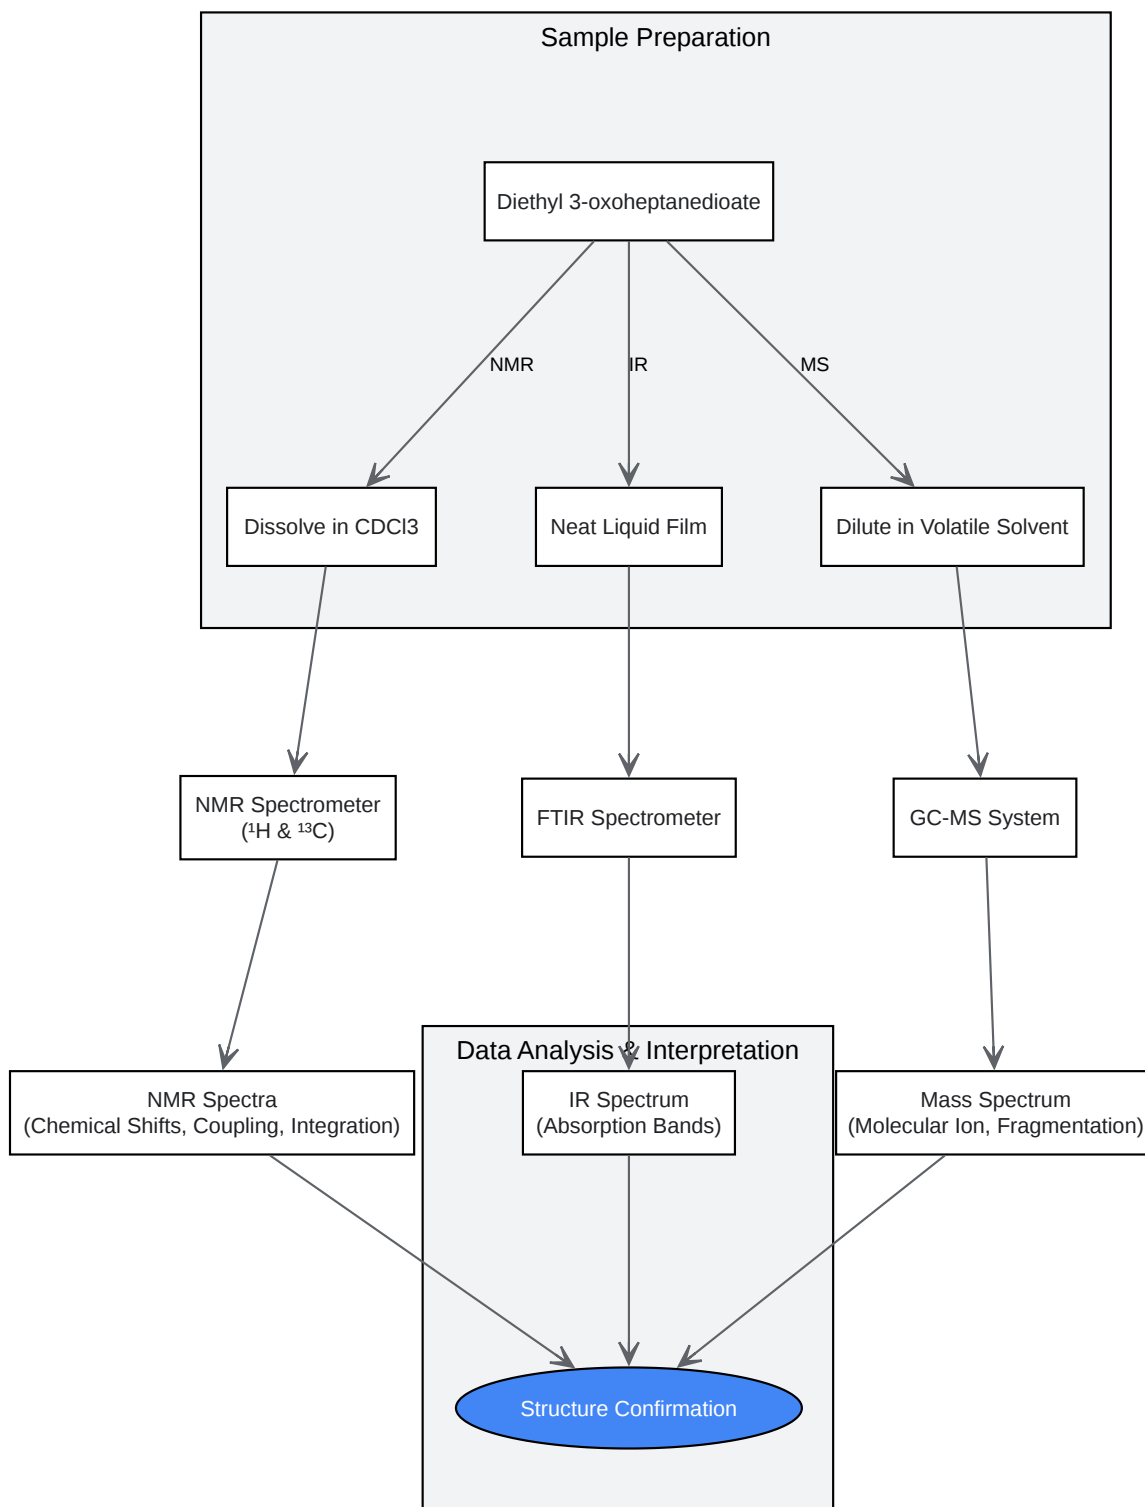 Sample Preparation
Diethyl 3-oxoheptanedioate
NMR
IR
MS
Dissolve in CDCl3
Neat Liquid Film
Dilute in Volatile Solvent
NMR Spectrometer
(¹H & ¹³C)
FTIR Spectrometer
GC-MS System
Data Analysis & Interpretation
NMR Spectra
(Chemical Shifts, Coupling, Integration)
IR Spectrum
(Absorption Bands)
Mass Spectrum
(Molecular Ion, Fragmentation)
Structure Confirmation